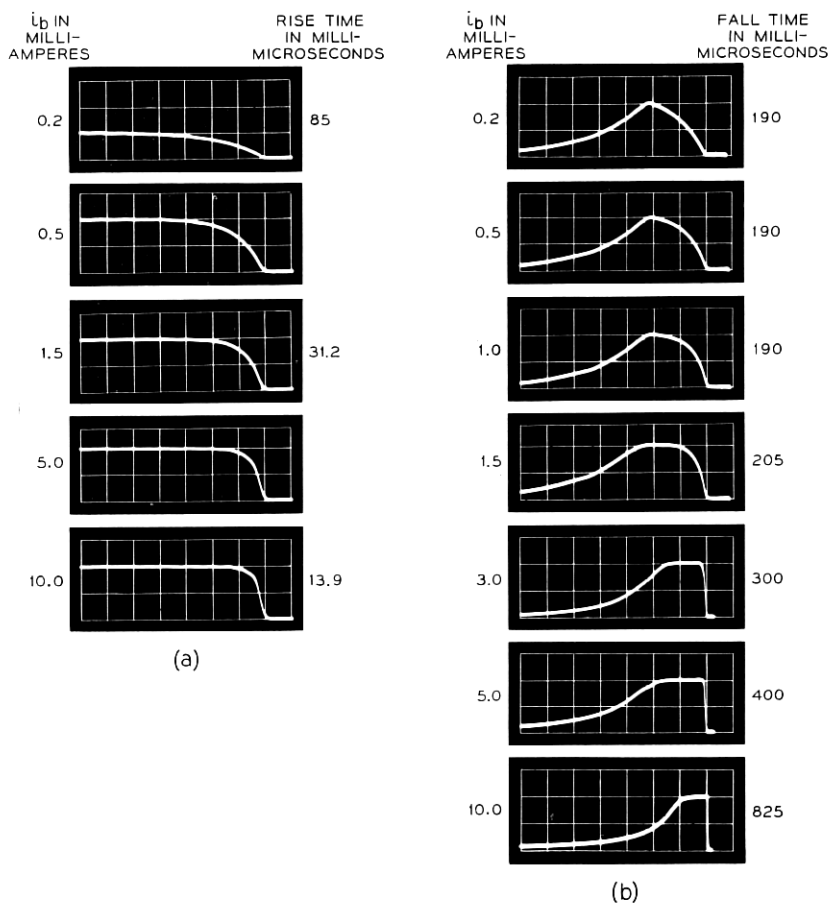 i_b IN
MILLI-
AMPERES
RISE TIME
IN MILLI-
MICROSECONDS
0.2
85
0.5
1.5
31.2
5.0
10.0
13.9
(a)
i_b IN
MILLI-
AMPERES
FALL TIME
IN MILLI-
MICROSECONDS
0.2
190
0.5
190
1.0
190
1.5
205
3.0
300
5.0
400
10.0
825
(b)